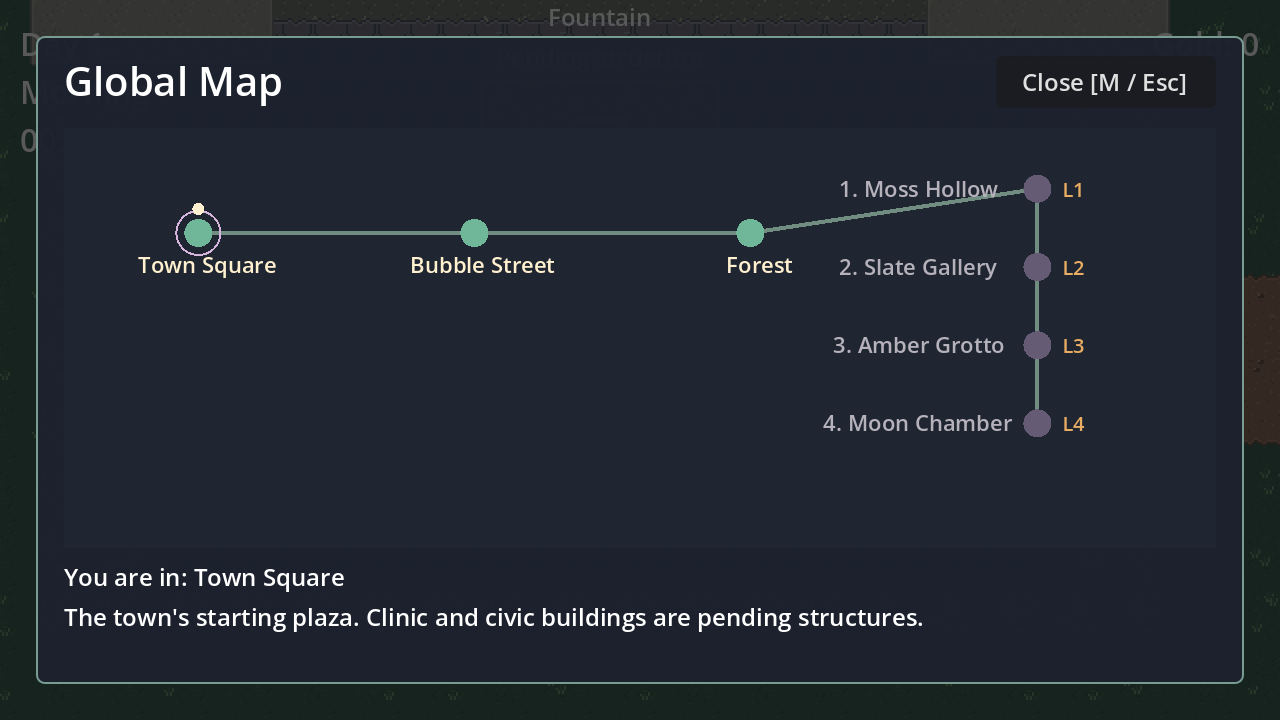 Fountain
Pending structure
Global Map
Close [M / Esc]
1. Moss Hollow
L1
Town Square
Bubble Street
Forest
2. Slate Gallery
L2
3. Amber Grotto
L3
4. Moon Chamber
L4
You are in: Town Square
The town's starting plaza. Clinic and civic buildings are pending structures.